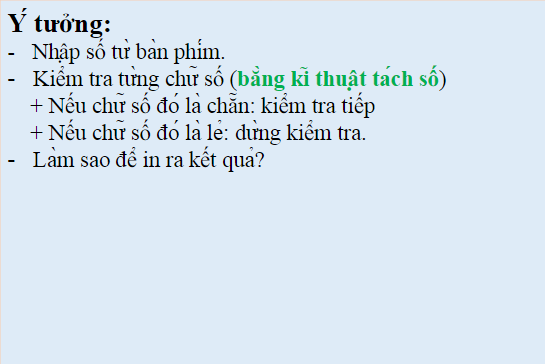 Ý tưởng:
- Nhập số từ bàn phím.
- Kiểm tra từng chữ số (bằng kĩ thuật tách số)
+ Nếu chữ số đó là chẵn: kiểm tra tiếp
+ Nếu chữ số đó là lẻ: dừng kiểm tra.
- Làm sao để in ra kết quả?